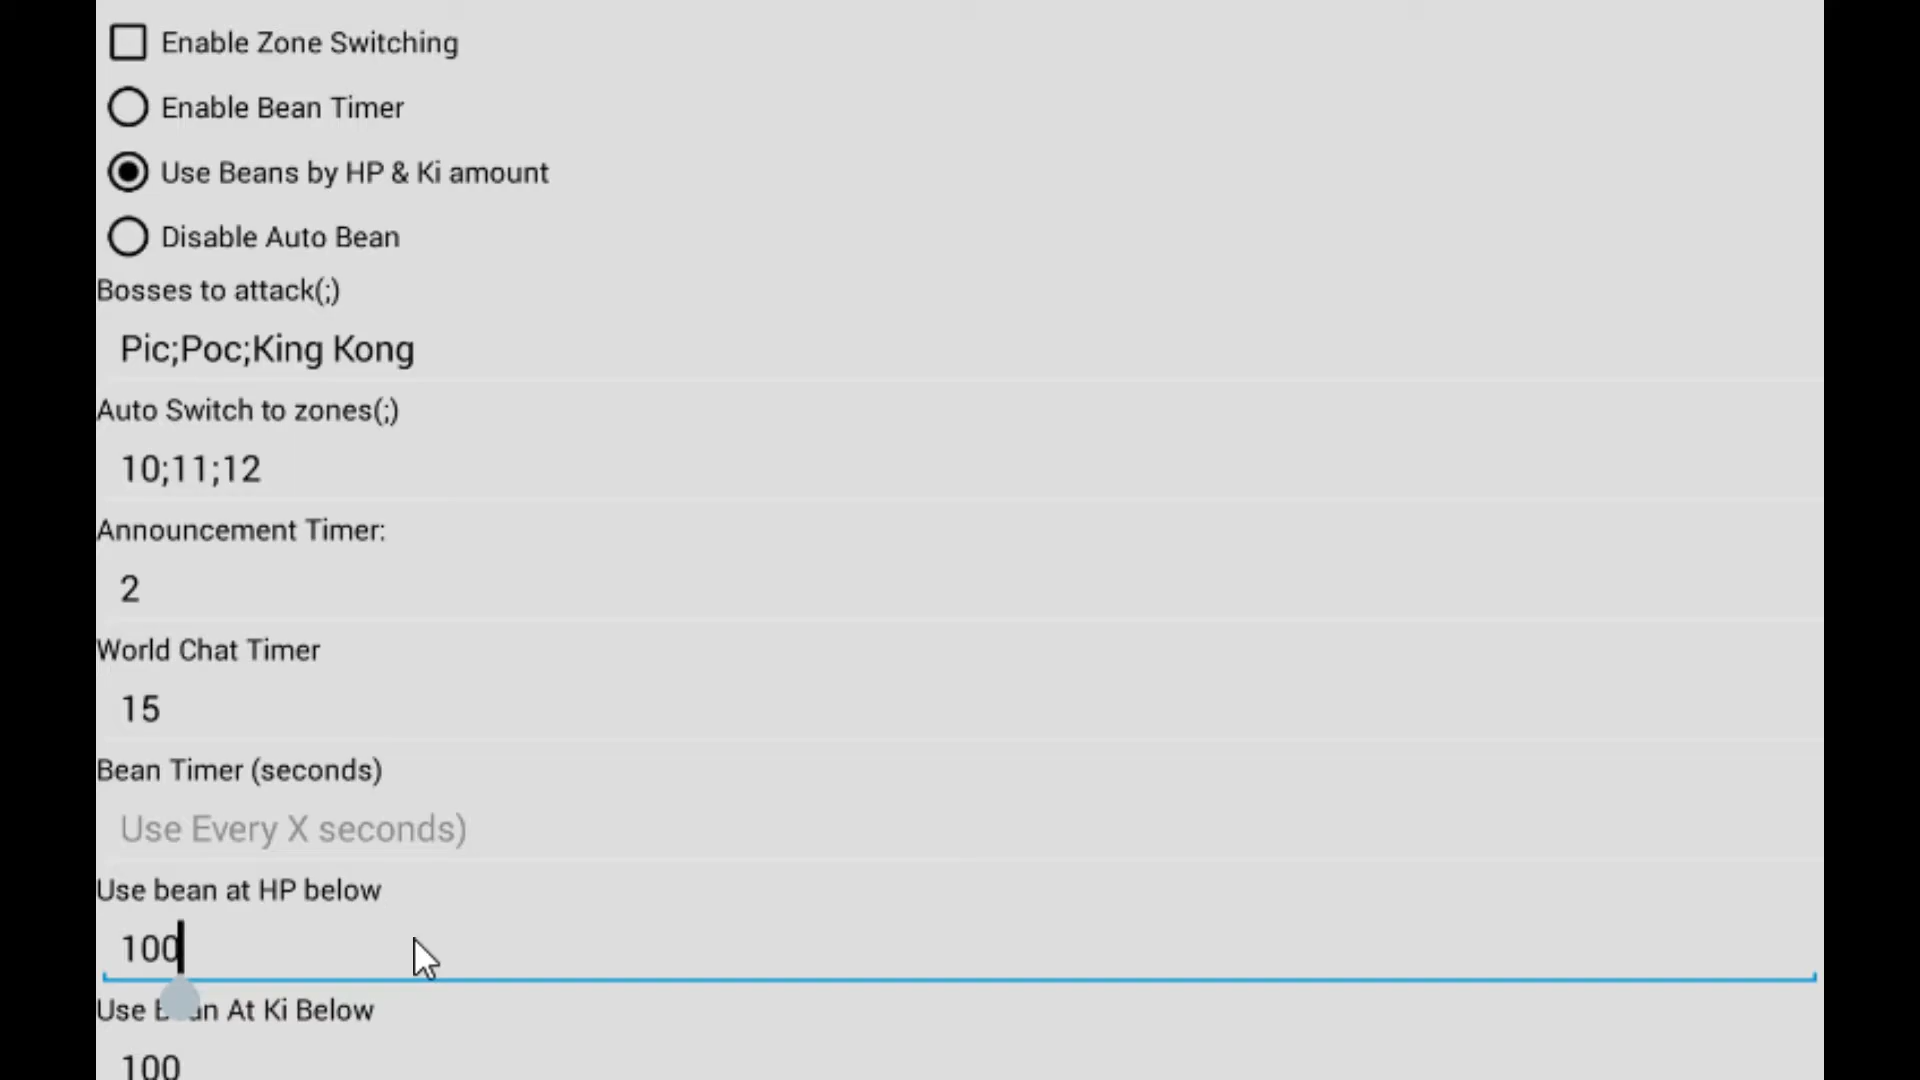 Enable Zone Switching
Enable Bean Timer
Use Beans by HP & Ki amount
Disable Auto Bean
Bosses to attack(;)
Pic;Poc;King Kong
Auto Switch to zones(;)
10;11;12
Announcement Timer:
2
World Chat Timer
15
Bean Timer (seconds)
Use Every X seconds)
Use bean at HP below
100
Use Bean At Ki Below
100